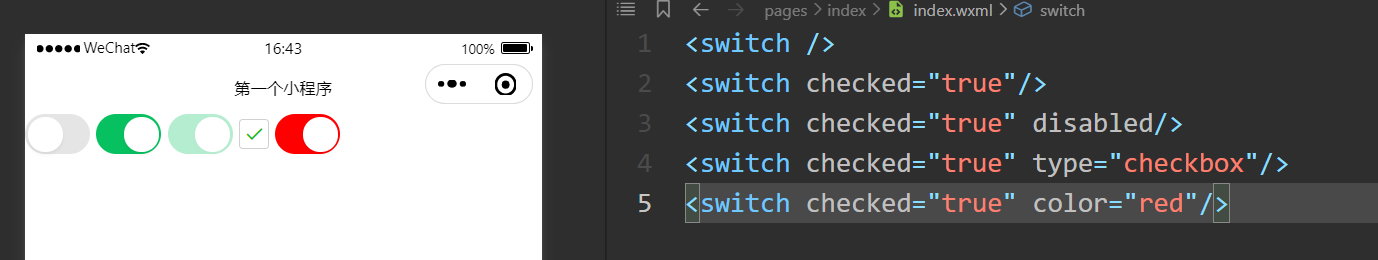 WeChat 16:43 100%
第一个小程序
pages index index.wxml switch
1 <switch />
2 <switch checked="true"/>
3 <switch checked="true" disabled/>
4 <switch checked="true" type="checkbox"/>
5 <switch checked="true" color="red"/>